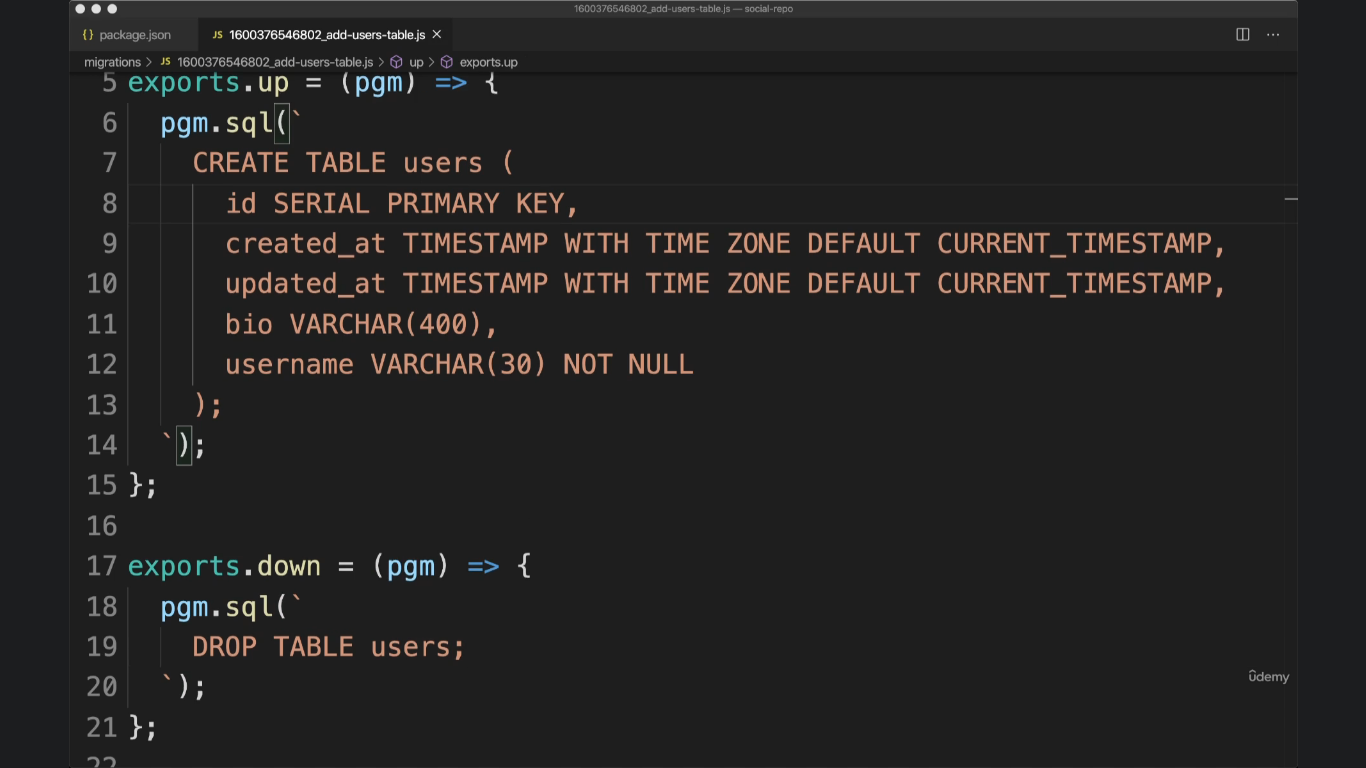 1600376546802_add-users-table.js — social-repo
{} package.json JS 1600376546802_add-users-table.js ×
migrations > JS 1600376546802_add-users-table.js > up > exports.up
5 exports.up = (pgm) => {
6 pgm.sql(`
7 CREATE TABLE users (
8 id SERIAL PRIMARY KEY,
9 created_at TIMESTAMP WITH TIME ZONE DEFAULT CURRENT_TIMESTAMP,
10 updated_at TIMESTAMP WITH TIME ZONE DEFAULT CURRENT_TIMESTAMP,
11 bio VARCHAR(400),
12 username VARCHAR(30) NOT NULL
13 );
14 `);
15 };
16
17 exports.down = (pgm) => {
18 pgm.sql(`
19 DROP TABLE users;
20 `);
21 };
22
ûdemy